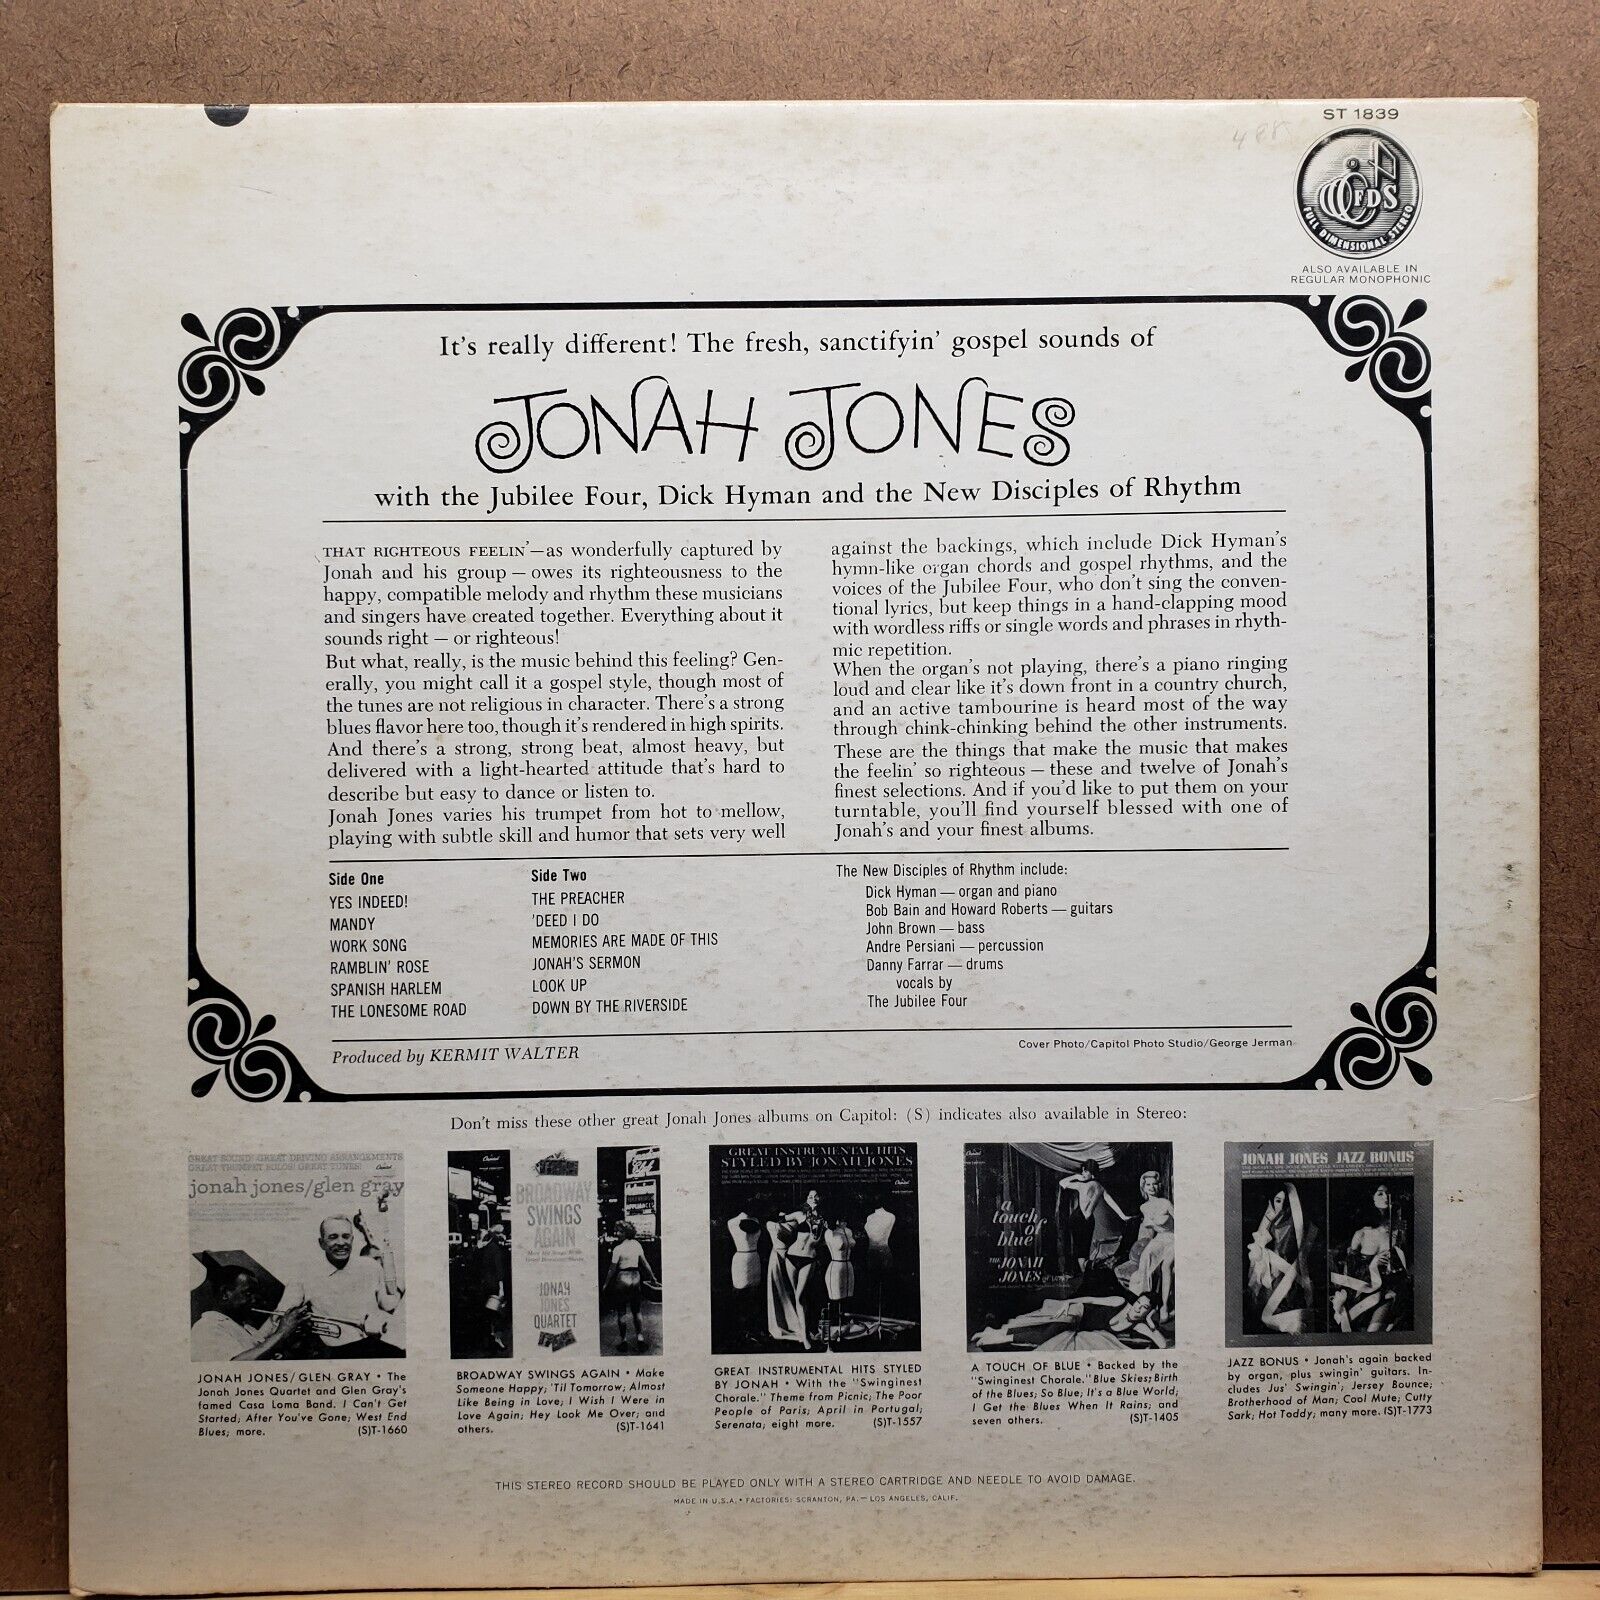 ST 1839
FDS
FULL DIMENSIONAL STEREO
ALSO AVAILABLE IN
REGULAR MONOPHONIC
It's really different! The fresh, sanctifyin' gospel sounds of
JONAH JONES
with the Jubilee Four, Dick Hyman and the New Disciples of Rhythm
THAT RIGHTEOUS FEELIN'—as wonderfully captured by
Jonah and his group — owes its righteousness to the
happy, compatible melody and rhythm these musicians
and singers have created together. Everything about it
sounds right — or righteous!
But what, really, is the music behind this feeling? Gen-
erally, you might call it a gospel style, though most of
the tunes are not religious in character. There's a strong
blues flavor here too, though it's rendered in high spirits.
And there's a strong, strong beat, almost heavy, but
delivered with a light-hearted attitude that's hard to
describe but easy to dance or listen to.
Jonah Jones varies his trumpet from hot to mellow,
playing with subtle skill and humor that sets very well
against the backings, which include Dick Hyman's
hymn-like organ chords and gospel rhythms, and the
voices of the Jubilee Four, who don't sing the conven-
tional lyrics, but keep things in a hand-clapping mood
with wordless riffs or single words and phrases in rhyth-
mic repetition.
When the organ's not playing, there's a piano ringing
loud and clear like it's down front in a country church,
and an active tambourine is heard most of the way
through chink-chinking behind the other instruments.
These are the things that make the music that makes
the feelin' so righteous — these and twelve of Jonah's
finest selections. And if you'd like to put them on your
turntable, you'll find yourself blessed with one of
Jonah's and your finest albums.
Side One
YES INDEED!
MANDY
WORK SONG
RAMBLIN' ROSE
SPANISH HARLEM
THE LONESOME ROAD
Side Two
THE PREACHER
'DEED I DO
MEMORIES ARE MADE OF THIS
JONAH'S SERMON
LOOK UP
DOWN BY THE RIVERSIDE
The New Disciples of Rhythm include:
Dick Hyman — organ and piano
Bob Bain and Howard Roberts — guitars
John Brown — bass
Andre Persiani — percussion
Danny Farrar — drums
vocals by
The Jubilee Four
Produced by KERMIT WALTER
Cover Photo/Capitol Photo Studio/George Jerman
Don't miss these other great Jonah Jones albums on Capitol: (S) indicates also available in Stereo:
GREAT SOUND! GREAT DRIVING ARRANGEMENTS
GREAT TRUMPET SOLOS! GREAT TUNES!
jonah jones/glen gray
BROADWAY
SWINGS
AGAIN
JONAH
JONES
QUARTET
GREAT INSTRUMENTAL HITS
STYLED BY JONAH JONES
a
touch
of
blue
THE JONAH
JONES
JONAH JONES JAZZ BONUS
JONAH JONES/GLEN GRAY • The
Jonah Jones Quartet and Glen Gray's
famed Casa Loma Band. I Can't Get
Started; After You've Gone; West End
Blues; more. (S)T-1660
BROADWAY SWINGS AGAIN • Make
Someone Happy; 'Til Tomorrow; Almost
Like Being in Love; I Wish I Were in
Love Again; Hey Look Me Over; and
others. (S)T-1641
GREAT INSTRUMENTAL HITS STYLED
BY JONAH • With the "Swinginest
Chorale." Theme from Picnic; The Poor
People of Paris; April in Portugal;
Serenata; eight more. (S)T-1557
A TOUCH OF BLUE • Backed by the
"Swinginest Chorale." Blue Skies; Birth
of the Blues; So Blue; It's a Blue World;
I Get the Blues When It Rains; and
seven others. (S)T-1405
JAZZ BONUS • Jonah's again backed
by organ, plus swingin' guitars. In-
cludes Jus' Swingin'; Jersey Bounce;
Brotherhood of Man; Cool Mute; Cutty
Sark; Hot Toddy; many more. (S)T-1773
THIS STEREO RECORD SHOULD BE PLAYED ONLY WITH A STEREO CARTRIDGE AND NEEDLE TO AVOID DAMAGE.
MADE IN U.S.A. • FACTORIES: SCRANTON, PA. — LOS ANGELES, CALIF.